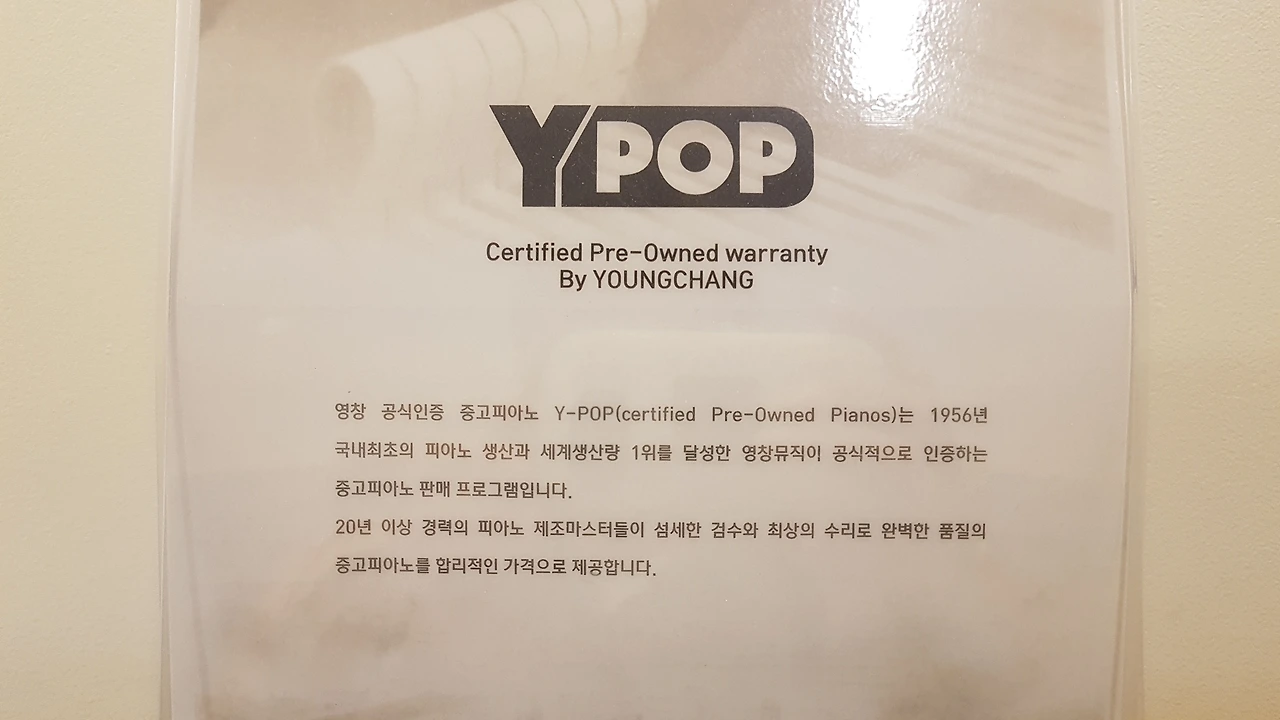 YPOP
Certified Pre-Owned warranty
By YOUNGCHANG
영창 공식인증 중고피아노 Y-POP(certified Pre-Owned Pianos)는 1956년
국내최초의 피아노 생산과 세계생산량 1위를 달성한 영창뮤직이 공식적으로 인증하는
중고피아노 판매 프로그램입니다.
20년 이상 경력의 피아노 제조마스터들이 섬세한 검수와 최상의 수리로 완벽한 품질의
중고피아노를 합리적인 가격으로 제공합니다.